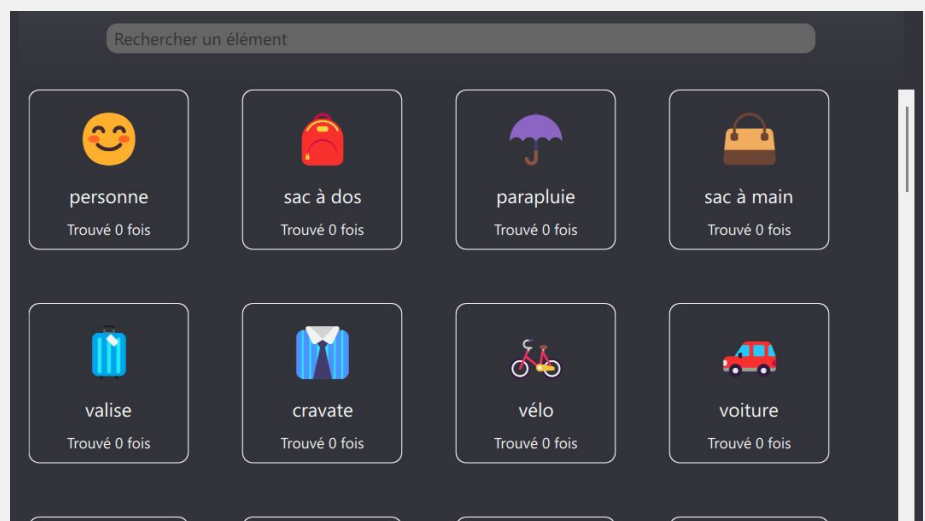 Rechercher un élément
personne
Trouvé 0 fois
sac à dos
Trouvé 0 fois
parapluie
Trouvé 0 fois
sac à main
Trouvé 0 fois
valise
Trouvé 0 fois
cravate
Trouvé 0 fois
vélo
Trouvé 0 fois
voiture
Trouvé 0 fois